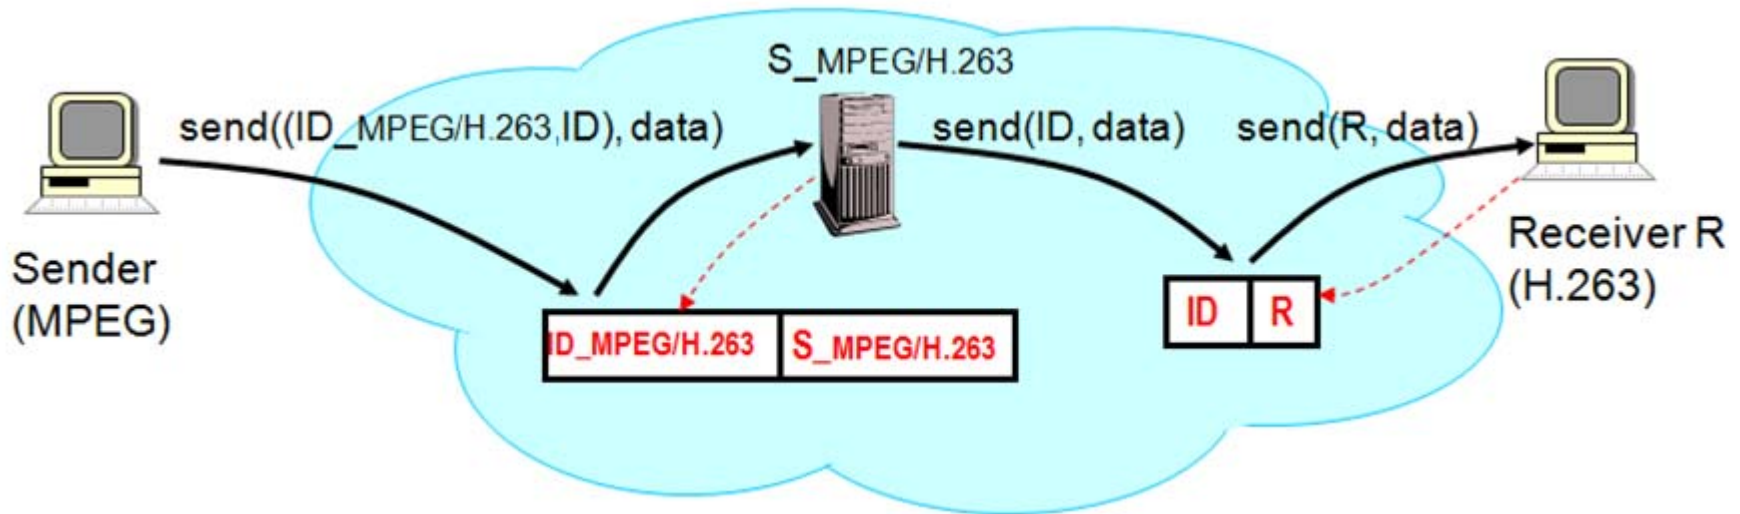 S_MPEG/H.263
send((ID_MPEG/H.263,ID), data)
send(ID, data)
send(R, data)
Sender
(MPEG)
Receiver R
(H.263)
ID_MPEG/H.263
S_MPEG/H.263
ID
R